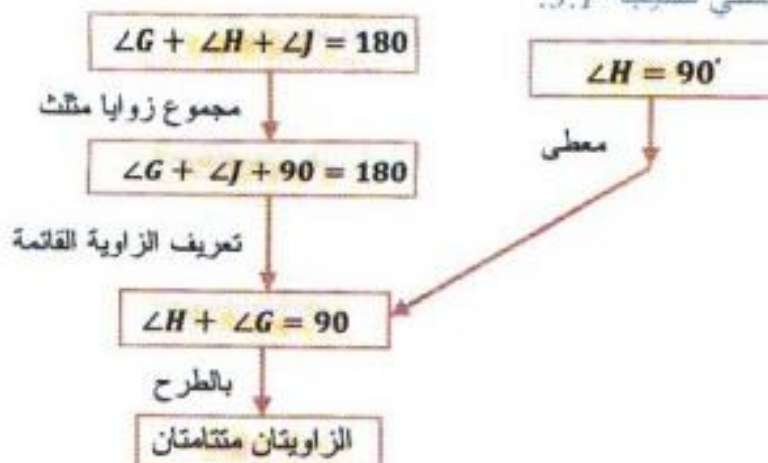 ∠G + ∠H + ∠J = 180
∠H = 90°
مجموع زوايا مثلث
معطى
∠G + ∠J + 90 = 180
تعريف الزاوية القائمة
∠H + ∠G = 90
بالطرح
الزاويتان متتامتان